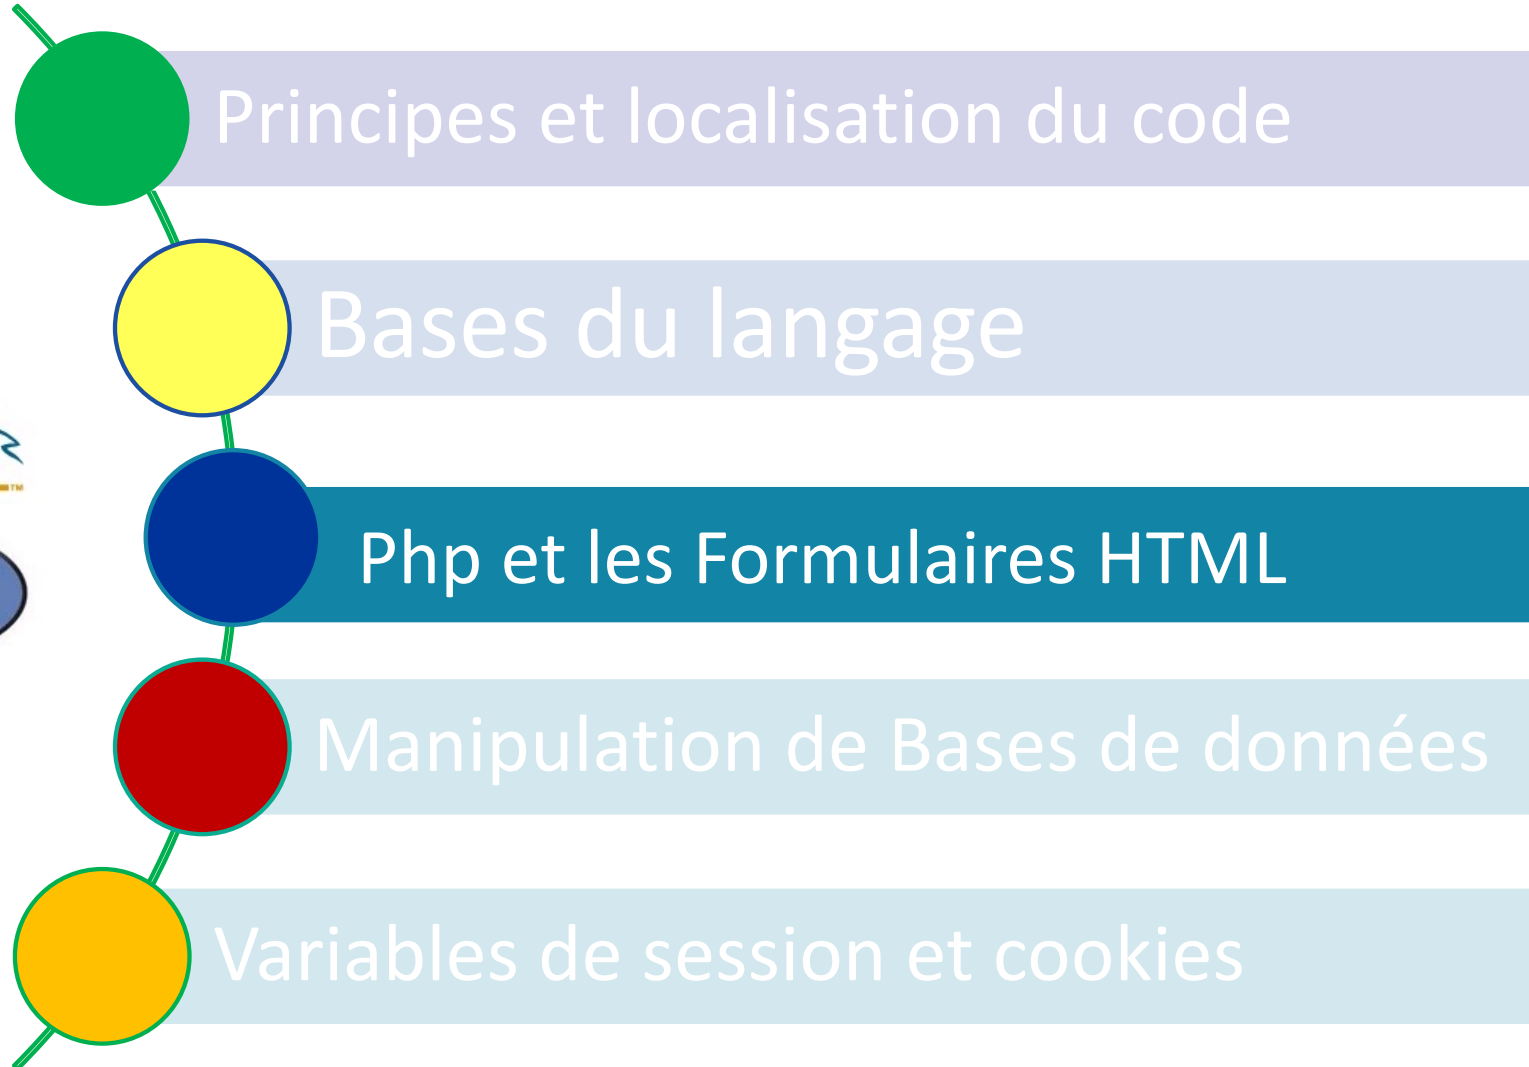 Principes et localisation du code
Bases du langage
Php et les Formulaires HTML
Manipulation de Bases de données
Variables de session et cookies